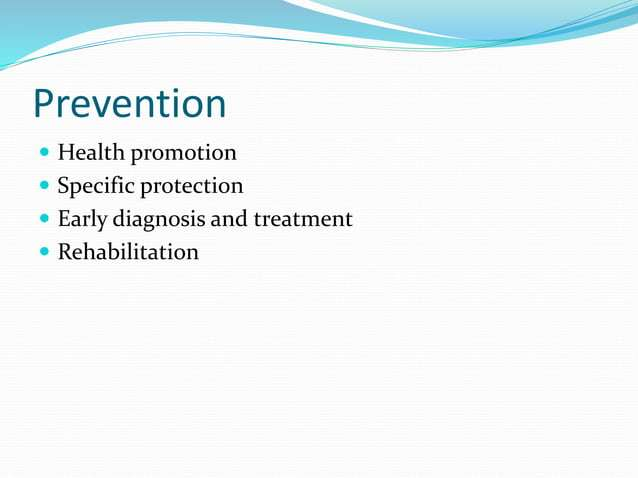 Prevention
Health promotion
Specific protection
Early diagnosis and treatment
Rehabilitation